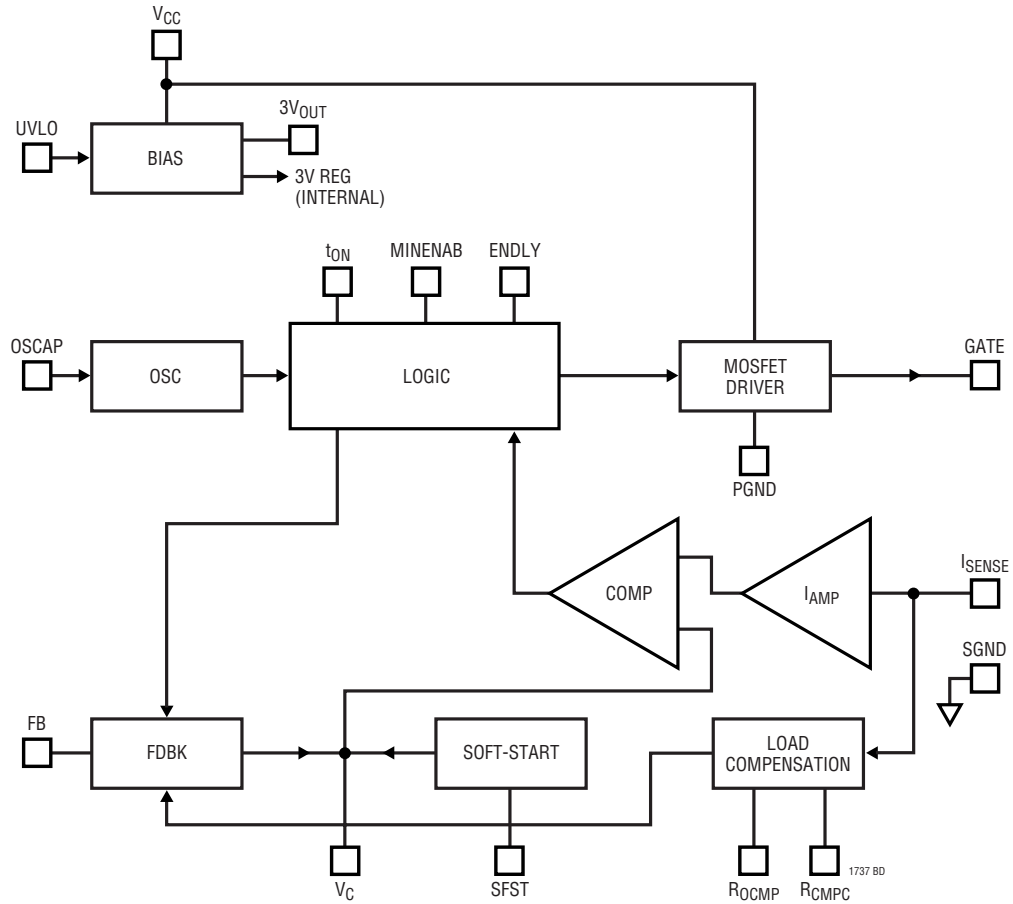 VCC
3VOUT
UVLO
BIAS
3V REG
(INTERNAL)
tON
MINENAB
ENDLY
OSCAP
OSC
LOGIC
MOSFET
DRIVER
GATE
PGND
COMP
IAMP
ISENSE
SGND
FB
FDBK
SOFT-START
LOAD
COMPENSATION
VC
SFST
ROCMP
RCMPC
1737 BD